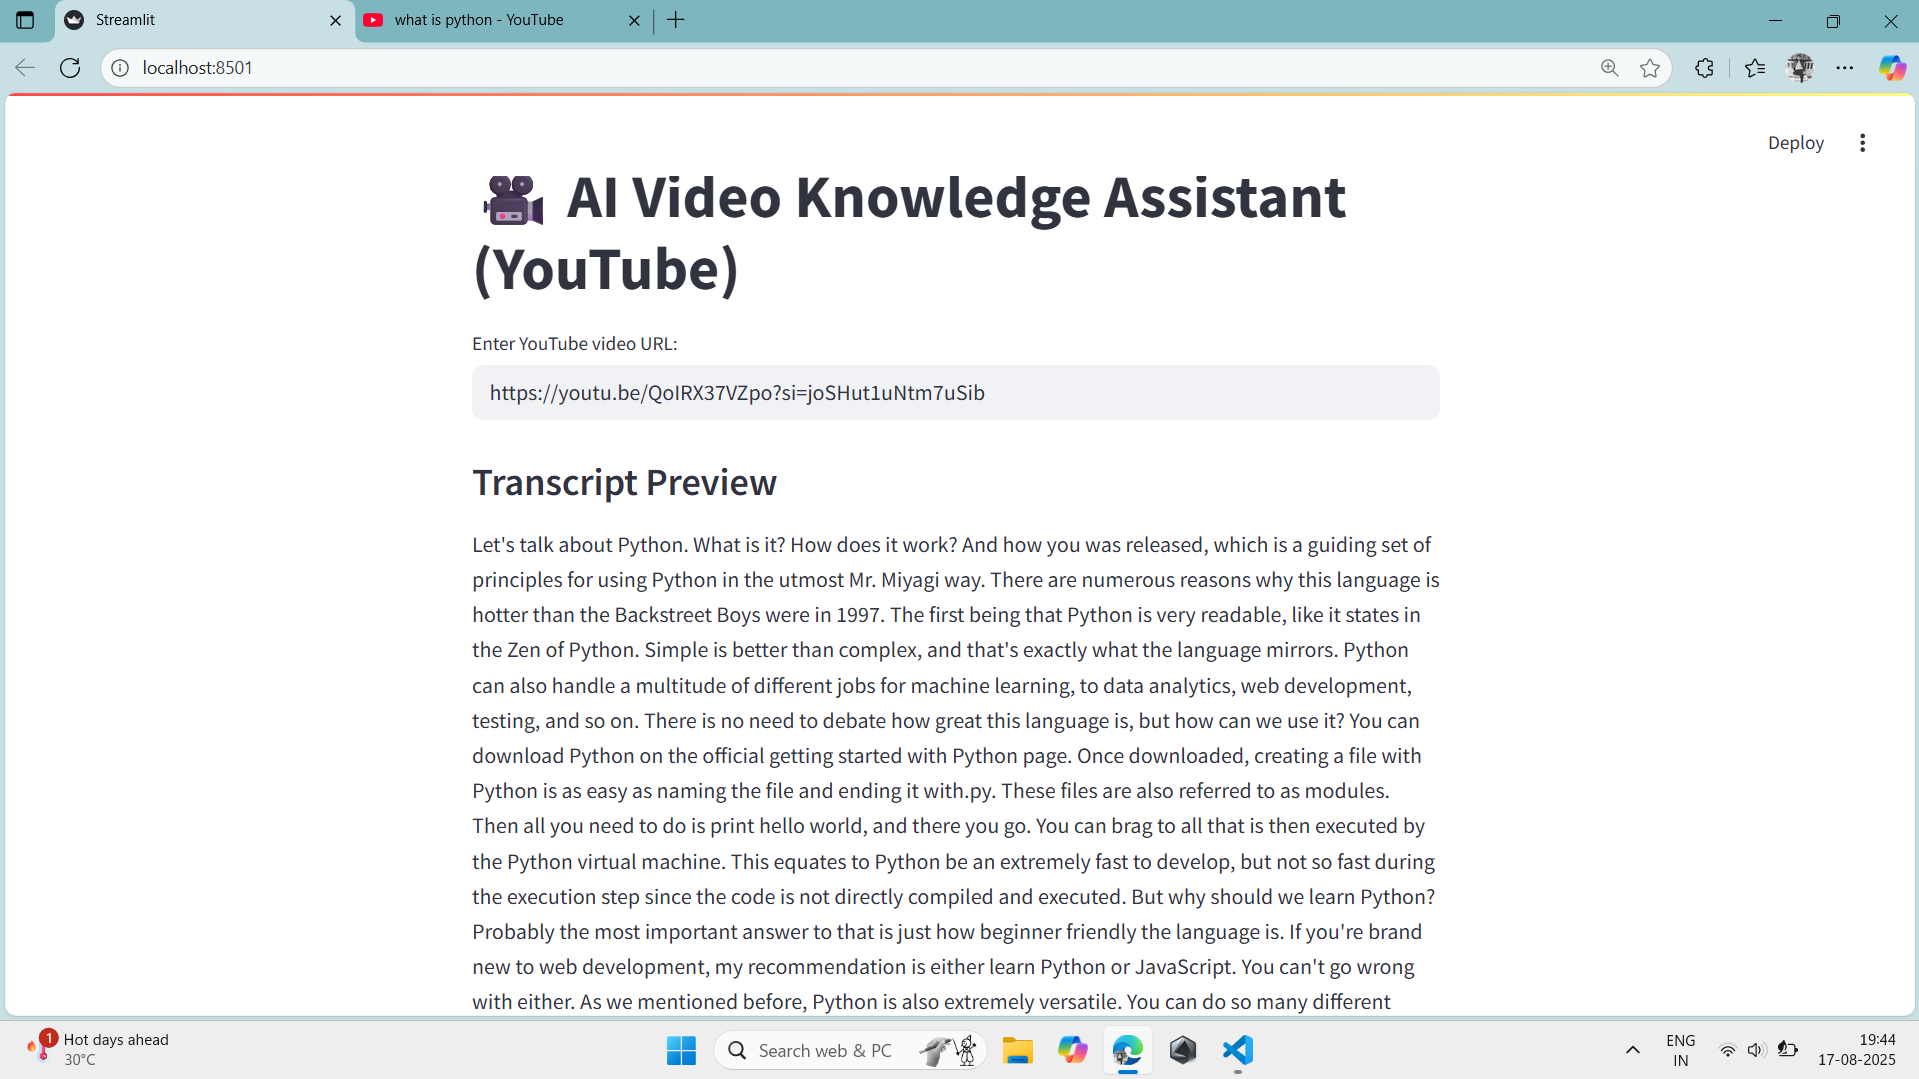 Streamlit
what is python - YouTube
localhost:8501
Deploy
AI Video Knowledge Assistant
(YouTube)
Enter YouTube video URL:
https://youtu.be/QoIRX37VZpo?si=joSHut1uNtm7uSib
Transcript Preview
Let's talk about Python. What is it? How does it work? And how you was released, which is a guiding set of
principles for using Python in the utmost Mr. Miyagi way. There are numerous reasons why this language is
hotter than the Backstreet Boys were in 1997. The first being that Python is very readable, like it states in
the Zen of Python. Simple is better than complex, and that's exactly what the language mirrors. Python
can also handle a multitude of different jobs for machine learning, to data analytics, web development,
testing, and so on. There is no need to debate how great this language is, but how can we use it? You can
download Python on the official getting started with Python page. Once downloaded, creating a file with
Python is as easy as naming the file and ending it with.py. These files are also referred to as modules.
Then all you need to do is print hello world, and there you go. You can brag to all that is then executed by
the Python virtual machine. This equates to Python be an extremely fast to develop, but not so fast during
the execution step since the code is not directly compiled and executed. But why should we learn Python?
Probably the most important answer to that is just how beginner friendly the language is. If you're brand
new to web development, my recommendation is either learn Python or JavaScript. You can't go wrong
with either. As we mentioned before, Python is also extremely versatile. You can do so many different
1
Hot days ahead
30°C
Search web & PC
ENG
IN
19:44
17-08-2025